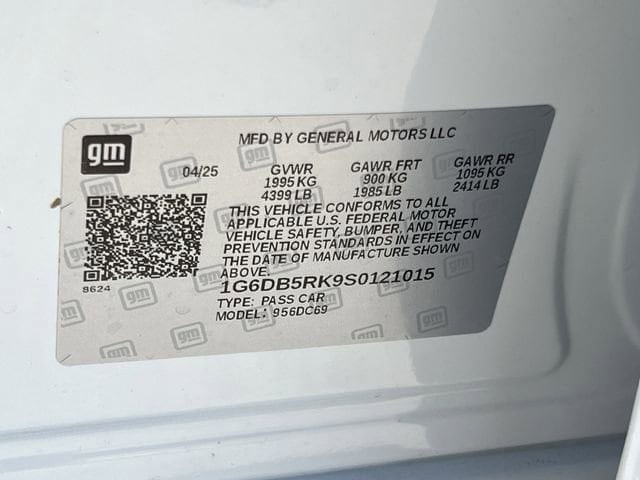 gm
MFD BY GENERAL MOTORS LLC
04/25 GVWR GAWR FRT GAWR RR
1995 KG 900 KG 1095 KG
4399 LB 1985 LB 2414 LB
THIS VEHICLE CONFORMS TO ALL
APPLICABLE U.S. FEDERAL MOTOR
VEHICLE SAFETY, BUMPER, AND THEFT
PREVENTION STANDARDS IN EFFECT ON
THE DATE OF MANUFACTURE SHOWN
ABOVE.
8624
1G6DB5RK9S0121015
TYPE: PASS CAR
MODEL: 956DC69